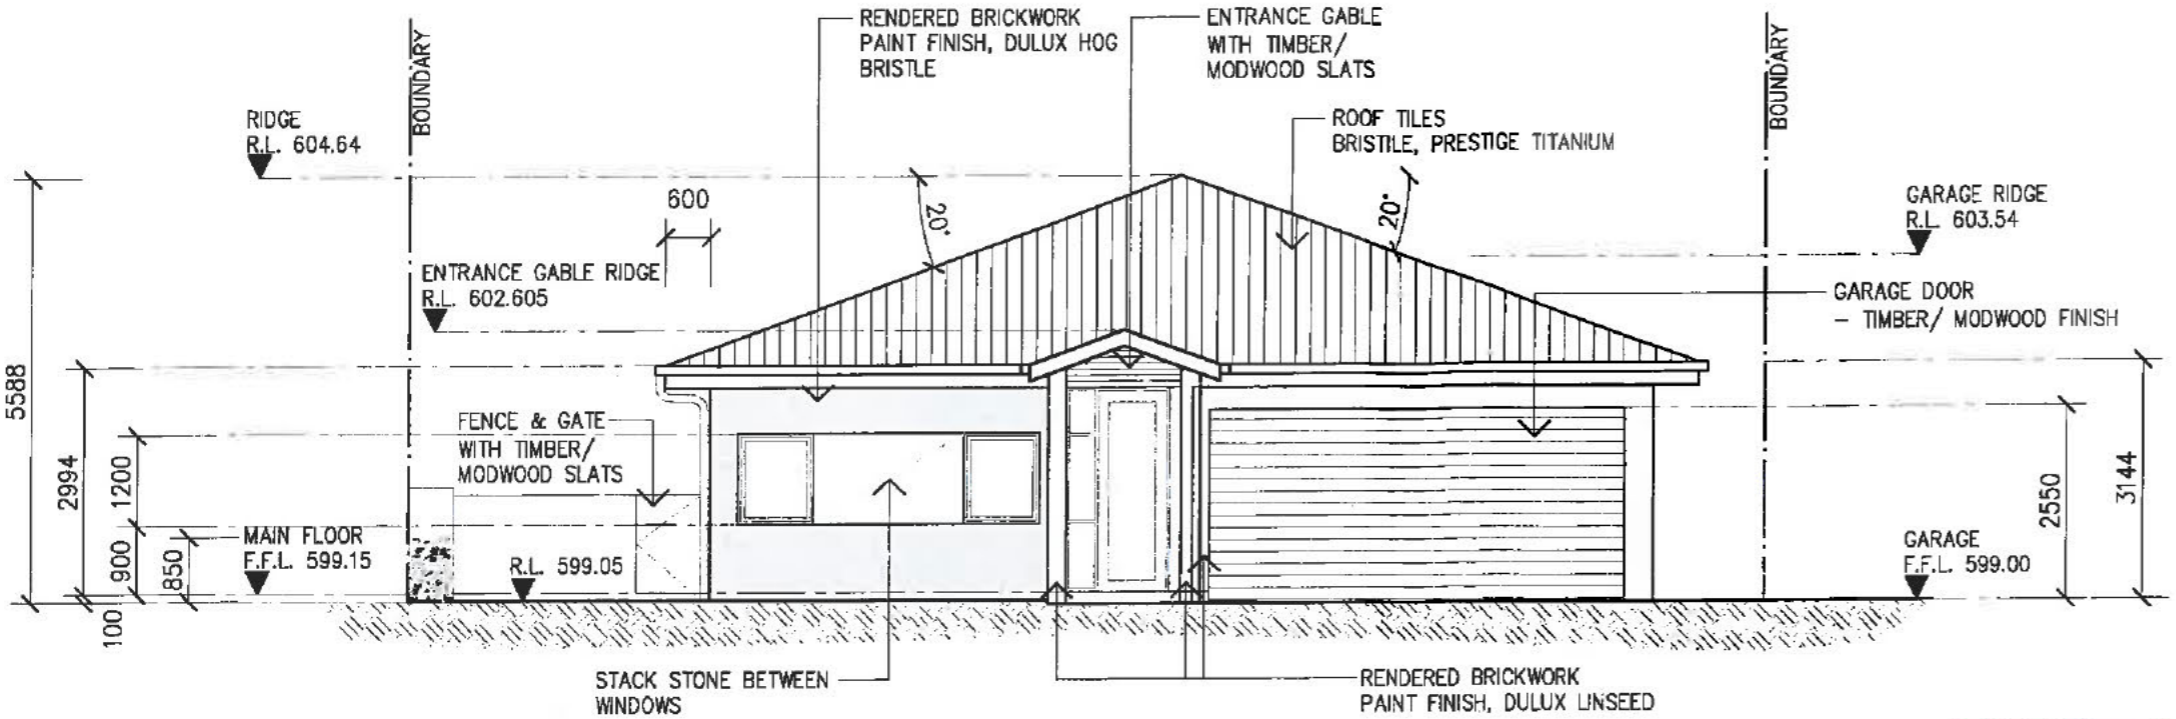 RENDERED BRICKWORK
PAINT FINISH, DULUX HOG
BRISTLE
ENTRANCE GABLE
WITH TIMBER/
MODWOOD SLATS
BOUNDARY
BOUNDARY
RIDGE
R.L. 604.64
ROOF TILES
BRISTILE, PRESTIGE TITANIUM
600
20°
20°
GARAGE RIDGE
R.L. 603.54
ENTRANCE GABLE RIDGE
R.L. 602.605
GARAGE DOOR
- TIMBER/ MODWOOD FINISH
5588
2994
1200
900
850
100
FENCE & GATE
WITH TIMBER/
MODWOOD SLATS
2550
3144
MAIN FLOOR
F.F.L. 599.15
R.L. 599.05
GARAGE
F.F.L. 599.00
STACK STONE BETWEEN
WINDOWS
RENDERED BRICKWORK
PAINT FINISH, DULUX LINSEED